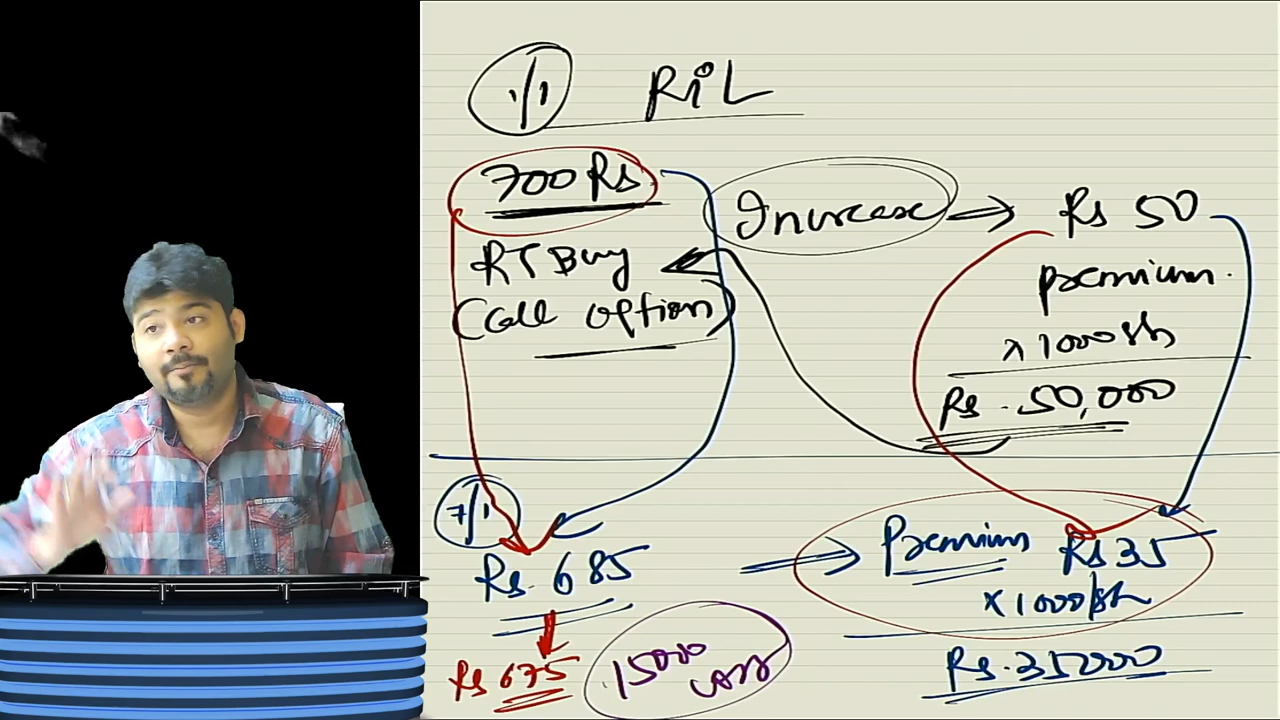 1/1 RiL
700 Rs
Increase ⇒ Rs 50
premium.
RT Buy
(Call option)
x 1000 sh
Rs. 50,000
7/1
Rs. 685
⇒ Premium Rs 35
x 1000/sh
Rs. 35000
Rs 675
15000
Loss